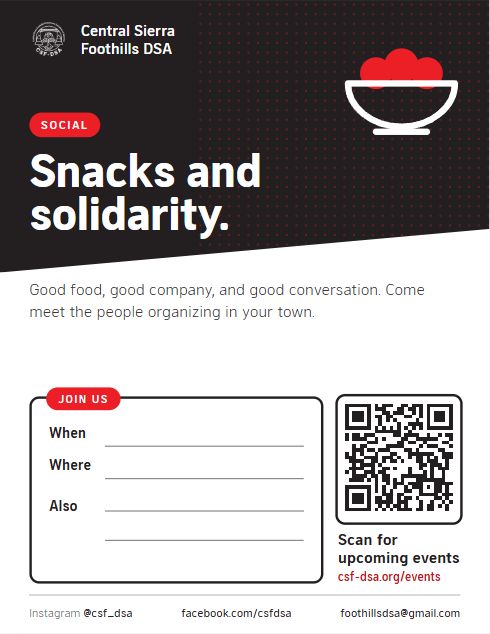 CSF-DSA
Central Sierra
Foothills DSA
SOCIAL
Snacks and
solidarity.
Good food, good company, and good conversation. Come
meet the people organizing in your town.
JOIN US
When
Where
Also
Scan for
upcoming events
csf-dsa.org/events
Instagram @csf_dsa
facebook.com/csfdsa
foothillsdsa@gmail.com